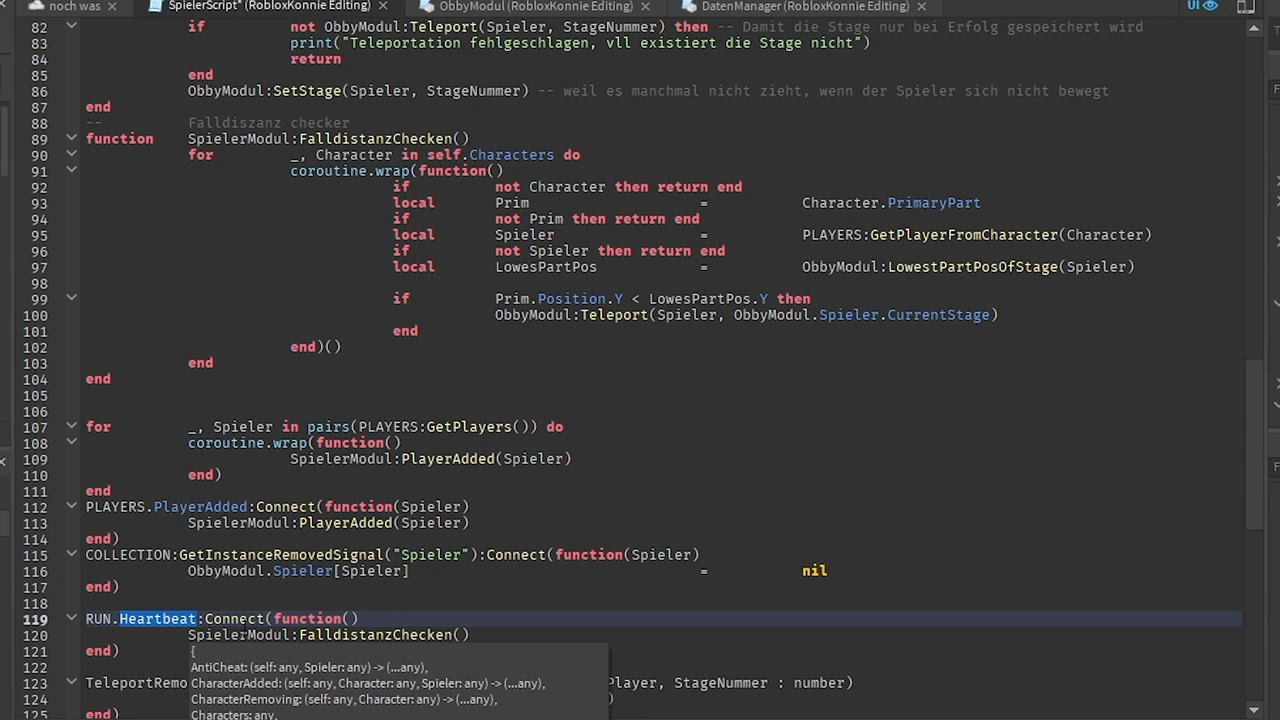 noch was × SpielerScript* (RobloxKonnie Editing) × ObbyModul (RobloxKonnie Editing) × DatenManager (RobloxKonnie Editing) × UI
82 if not ObbyModul:Teleport(Spieler, StageNummer) then -- Damit die Stage nur bei Erfolg gespeichert wird
83 print("Teleportation fehlgeschlagen, vll existiert die Stage nicht")
84 return
85 end
86 ObbyModul:SetStage(Spieler, StageNummer) -- weil es manchmal nicht zieht, wenn der Spieler sich nicht bewegt
87 end
88 -- Falldiszanz checker
89 function SpielerModul:FalldistanzChecken()
90 for _, Character in self.Characters do
91 coroutine.wrap(function()
92 if not Character then return end
93 local Prim = Character.PrimaryPart
94 if not Prim then return end
95 local Spieler = PLAYERS:GetPlayerFromCharacter(Character)
96 if not Spieler then return end
97 local LowesPartPos = ObbyModul:LowestPartPosOfStage(Spieler)
98
99 if Prim.Position.Y < LowesPartPos.Y then
100 ObbyModul:Teleport(Spieler, ObbyModul.Spieler.CurrentStage)
101 end
102 end)()
103 end
104 end
105
106
107 for _, Spieler in pairs(PLAYERS:GetPlayers()) do
108 coroutine.wrap(function()
109 SpielerModul:PlayerAdded(Spieler)
110 end)
111 end
112 PLAYERS.PlayerAdded:Connect(function(Spieler)
113 SpielerModul:PlayerAdded(Spieler)
114 end)
115 COLLECTION:GetInstanceRemovedSignal("Spieler"):Connect(function(Spieler)
116 ObbyModul.Spieler[Spieler] = nil
117 end)
118
119 RUN.Heartbeat:Connect(function()
120 SpielerModul:FalldistanzChecken()
121 end) {
122 AntiCheat: (self: any, Spieler: any) -> (...any),
123 TeleportRemo CharacterAdded: (self: any, Character: any, Spieler: any) -> (...any), Player, StageNummer : number)
124 CharacterRemoving: (self: any, Character: any) -> (...any), )
125 end) Characters: any,